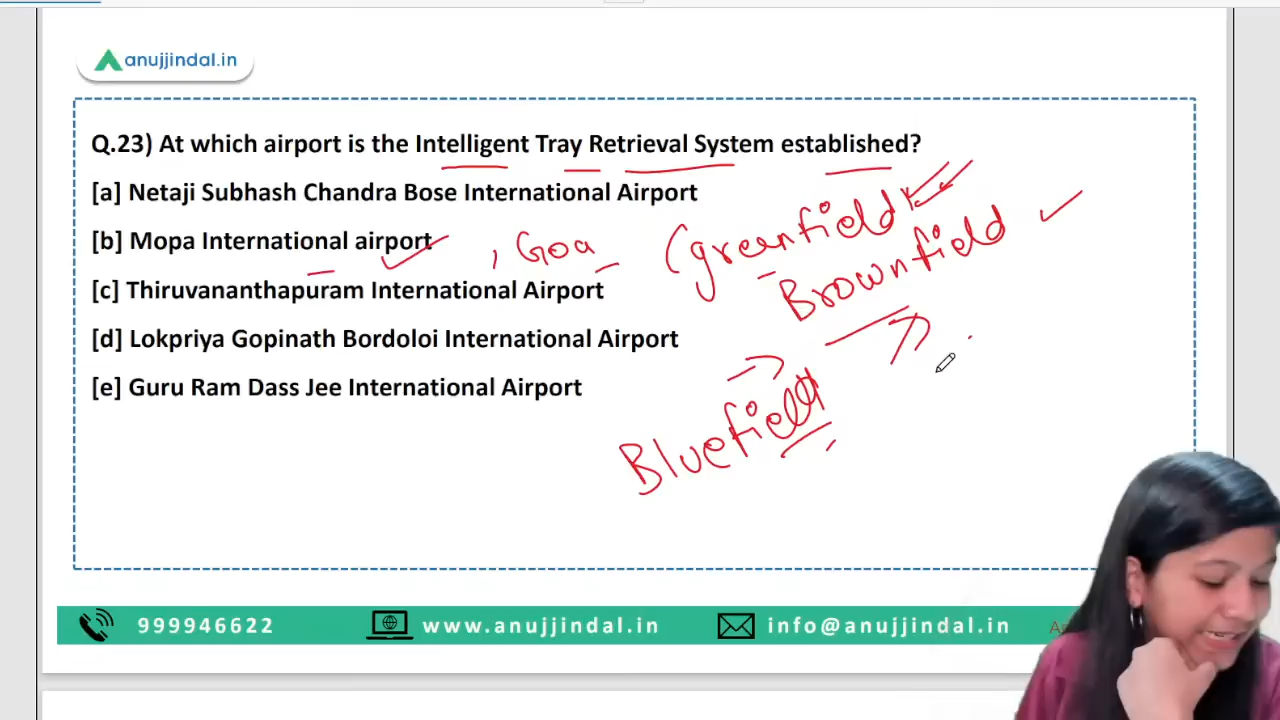 anujjindal.in
Q.23) At which airport is the Intelligent Tray Retrieval System established?
[a] Netaji Subhash Chandra Bose International Airport
[b] Mopa International airport , Goa (greenfield
Brownfield
[c] Thiruvananthapuram International Airport
[d] Lokpriya Gopinath Bordoloi International Airport
[e] Guru Ram Dass Jee International Airport
Bluefield
999946622 www.anujjindal.in info@anujjindal.in